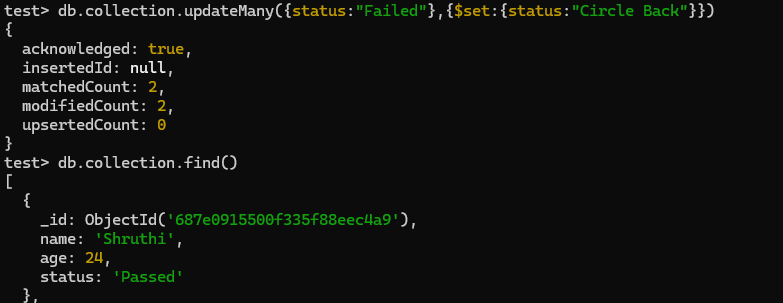 test> db.collection.updateMany({status:"Failed"},{$set:{status:"Circle Back"}})
{
  acknowledged: true,
  insertedId: null,
  matchedCount: 2,
  modifiedCount: 2,
  upsertedCount: 0
}
test> db.collection.find()
[
  {
    _id: ObjectId('687e0915500f335f88eec4a9'),
    name: 'Shruthi',
    age: 24,
    status: 'Passed'
  },